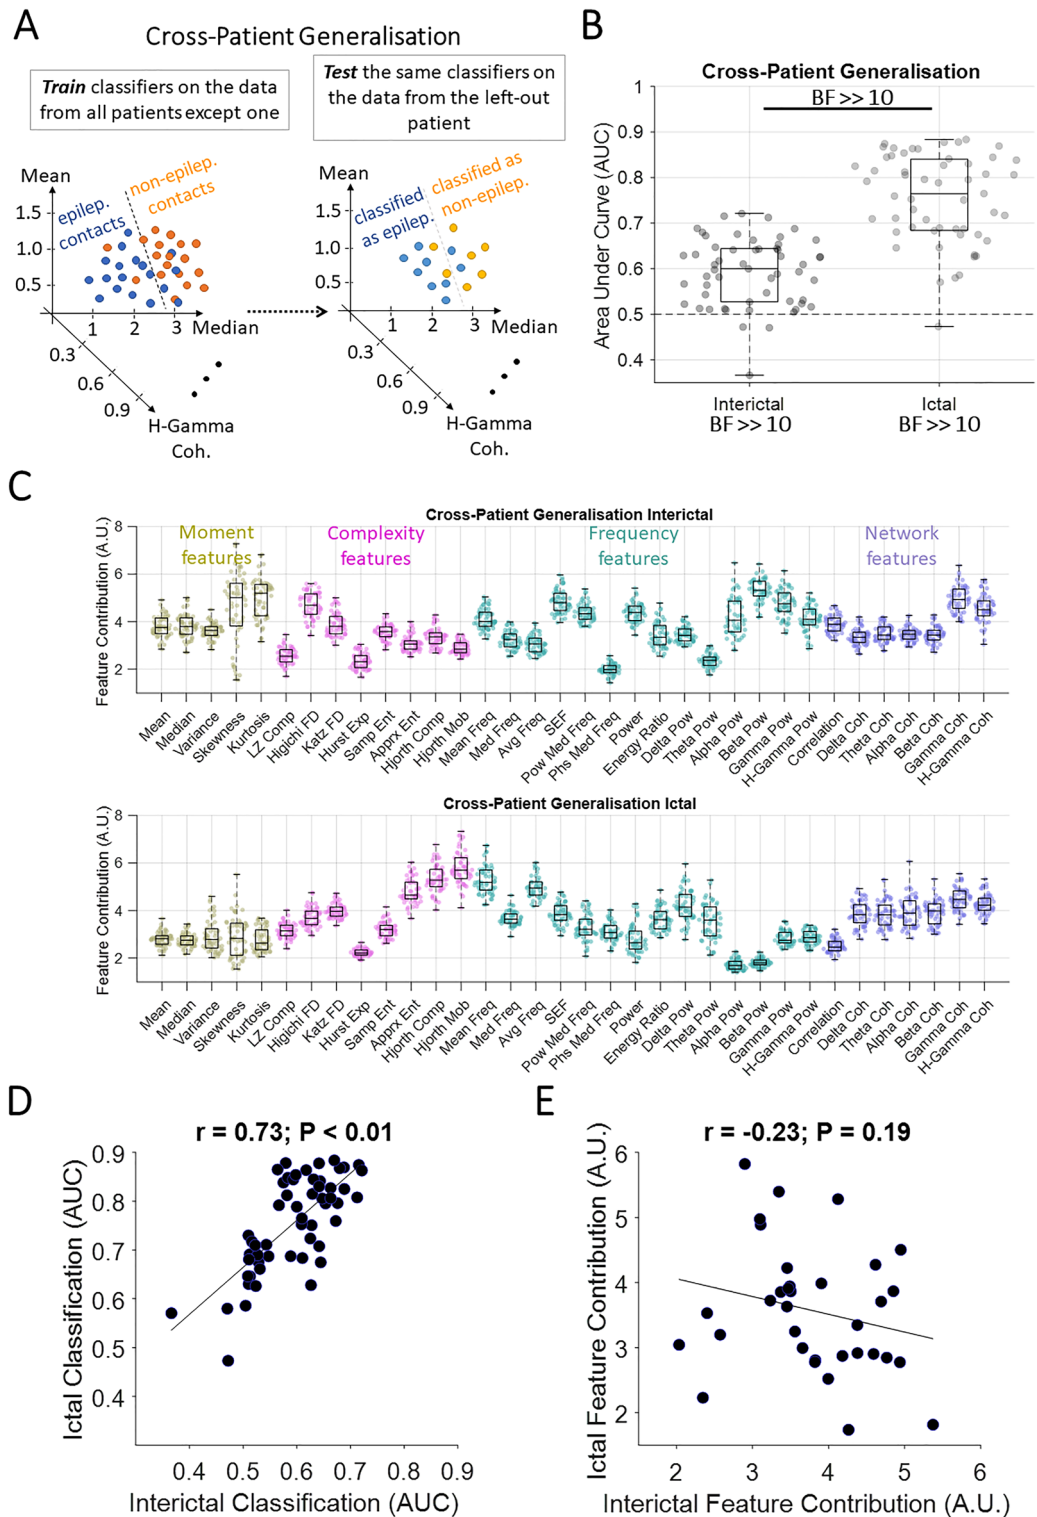 A
Cross-Patient Generalisation
Train classifiers on the data
from all patients except one
Test the same classifiers on
the data from the left-out
patient
Mean
1.5
1.0
0.5
epilep.
contacts
non-epilep.
contacts
1 2 3
Median
0.3
0.6
0.9
H-Gamma
Coh.
Mean
1.5
1.0
0.5
classified
as epilep.
classified as
non-epilep.
1 2 3
Median
0.3
0.6
0.9
H-Gamma
Coh.
B
Cross-Patient Generalisation
BF >> 10
Area Under Curve (AUC)
1
0.9
0.8
0.7
0.6
0.5
0.4
Interictal Ictal
BF >> 10 BF >> 10
C
Cross-Patient Generalisation Interictal
Feature Contribution (A.U.)
8
6
4
2
Moment
features
Complexity
features
Frequency
features
Network
features
Mean
Median
Variance
Skewness
Kurtosis
LZ Comp
Higichi FD
Katz FD
Hurst Exp
Samp Ent
Apprx Ent
Hjorth Comp
Hjorth Mob
Mean Freq
Med Freq
Avg Freq
SEF
Pow Med Freq
Phs Med Freq
Power
Energy Ratio
Delta Pow
Theta Pow
Alpha Pow
Beta Pow
Gamma Pow
H-Gamma Pow
Correlation
Delta Coh
Theta Coh
Alpha Coh
Beta Coh
Gamma Coh
H-Gamma Coh
Cross-Patient Generalisation Ictal
Feature Contribution (A.U.)
8
6
4
2
Mean
Median
Variance
Skewness
Kurtosis
LZ Comp
Higichi FD
Katz FD
Hurst Exp
Samp Ent
Apprx Ent
Hjorth Comp
Hjorth Mob
Mean Freq
Med Freq
Avg Freq
SEF
Pow Med Freq
Phs Med Freq
Power
Energy Ratio
Delta Pow
Theta Pow
Alpha Pow
Beta Pow
Gamma Pow
H-Gamma Pow
Correlation
Delta Coh
Theta Coh
Alpha Coh
Beta Coh
Gamma Coh
H-Gamma Coh
D
r = 0.73; P < 0.01
Ictal Classification (AUC)
0.9
0.8
0.7
0.6
0.5
0.4
0.4 0.5 0.6 0.7 0.8 0.9
Interictal Classification (AUC)
E
r = -0.23; P = 0.19
Ictal Feature Contribution (A.U.)
6
5
4
3
2
2 3 4 5 6
Interictal Feature Contribution (A.U.)